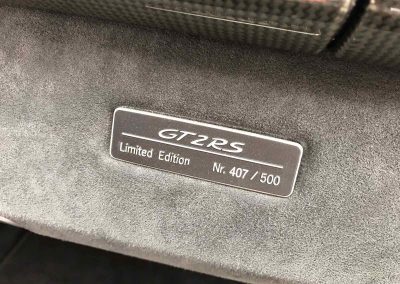 GT2RS
Limited Edition Nr. 407 / 500